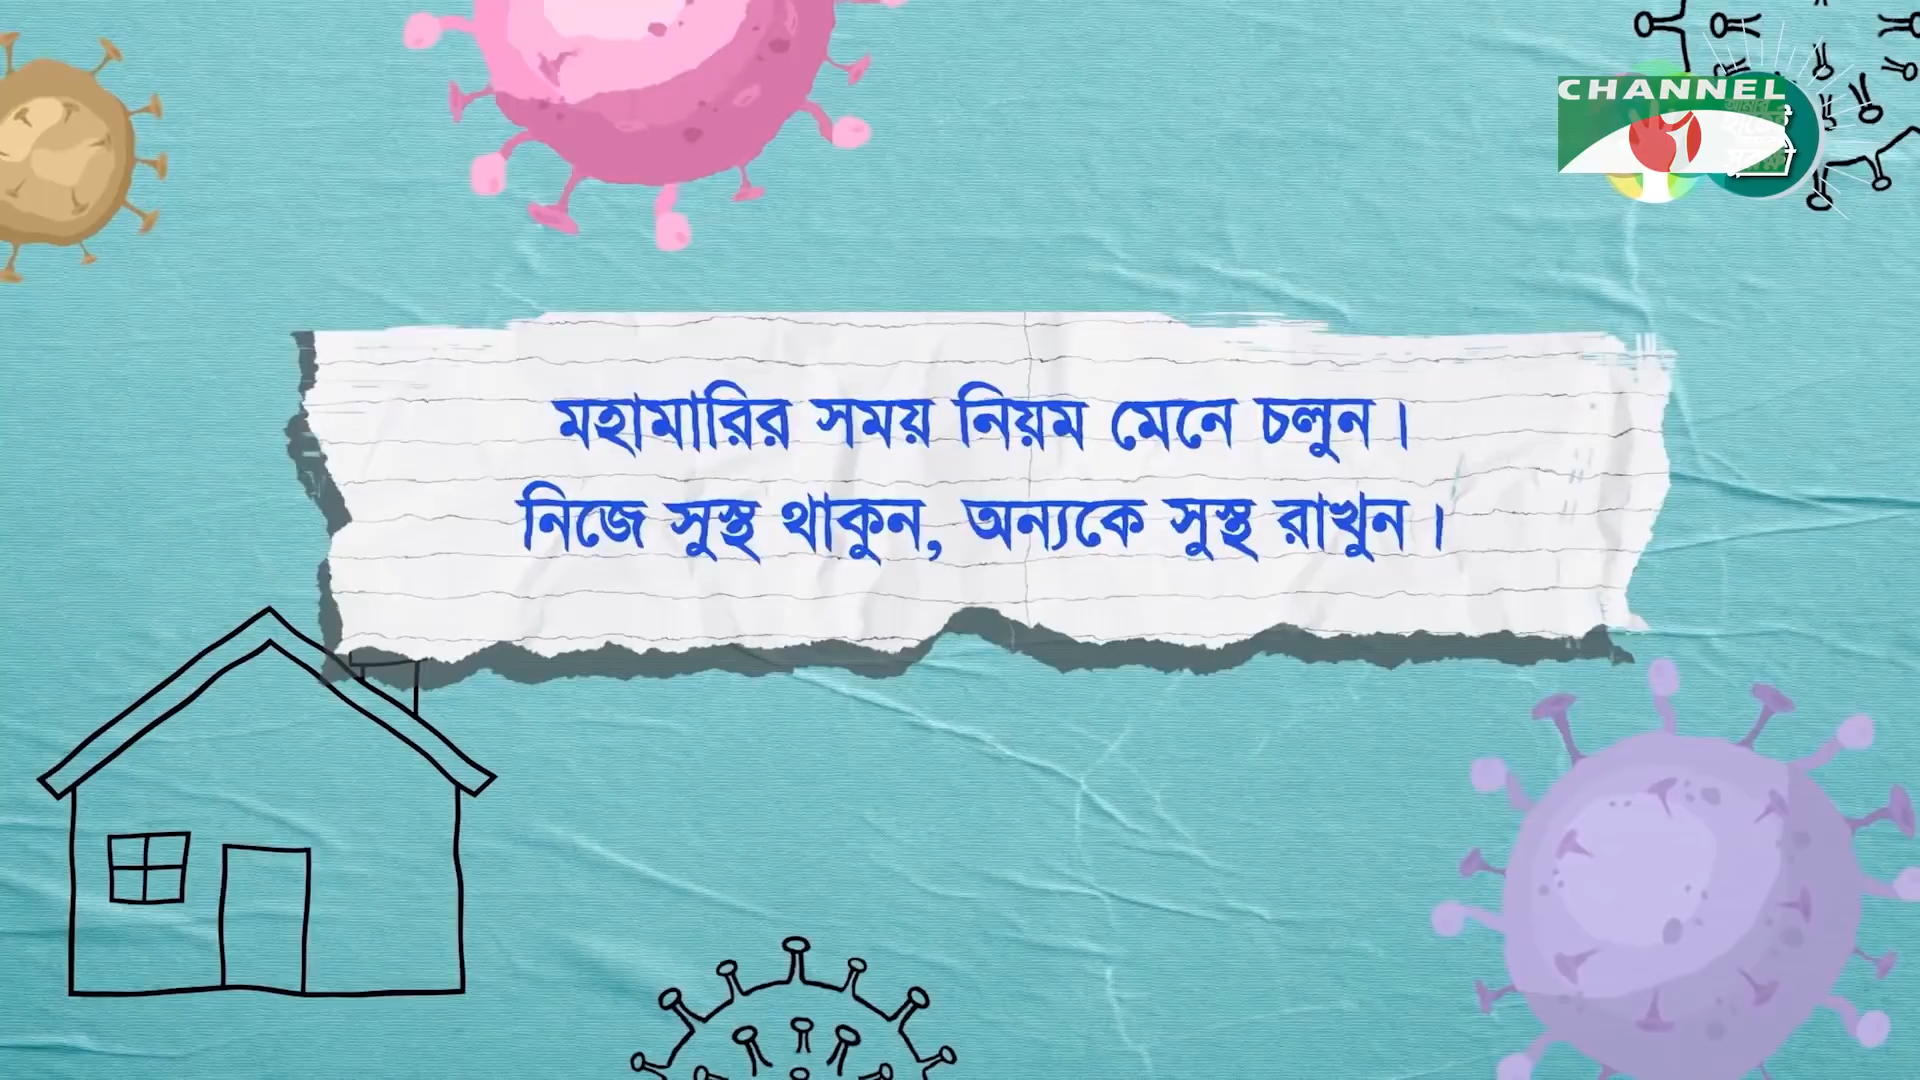 CHANNEL
মহামারির সময় নিয়ম মেনে চলুন।
নিজে সুস্থ থাকুন, অন্যকে সুস্থ রাখুন।